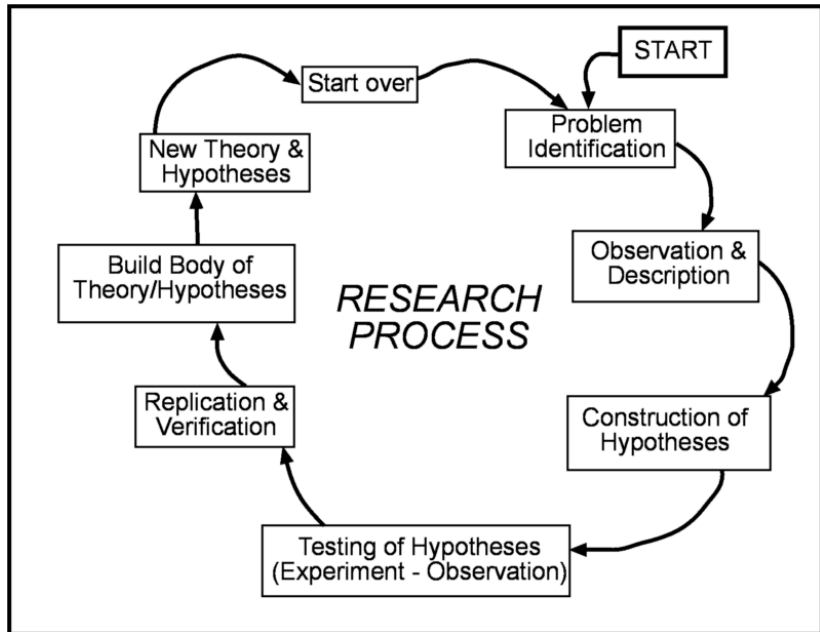 START
Problem
Identification
Observation &
Description
Construction of
Hypotheses
Testing of Hypotheses
(Experiment - Observation)
Replication &
Verification
Build Body of
Theory/Hypotheses
New Theory &
Hypotheses
Start over
RESEARCH
PROCESS